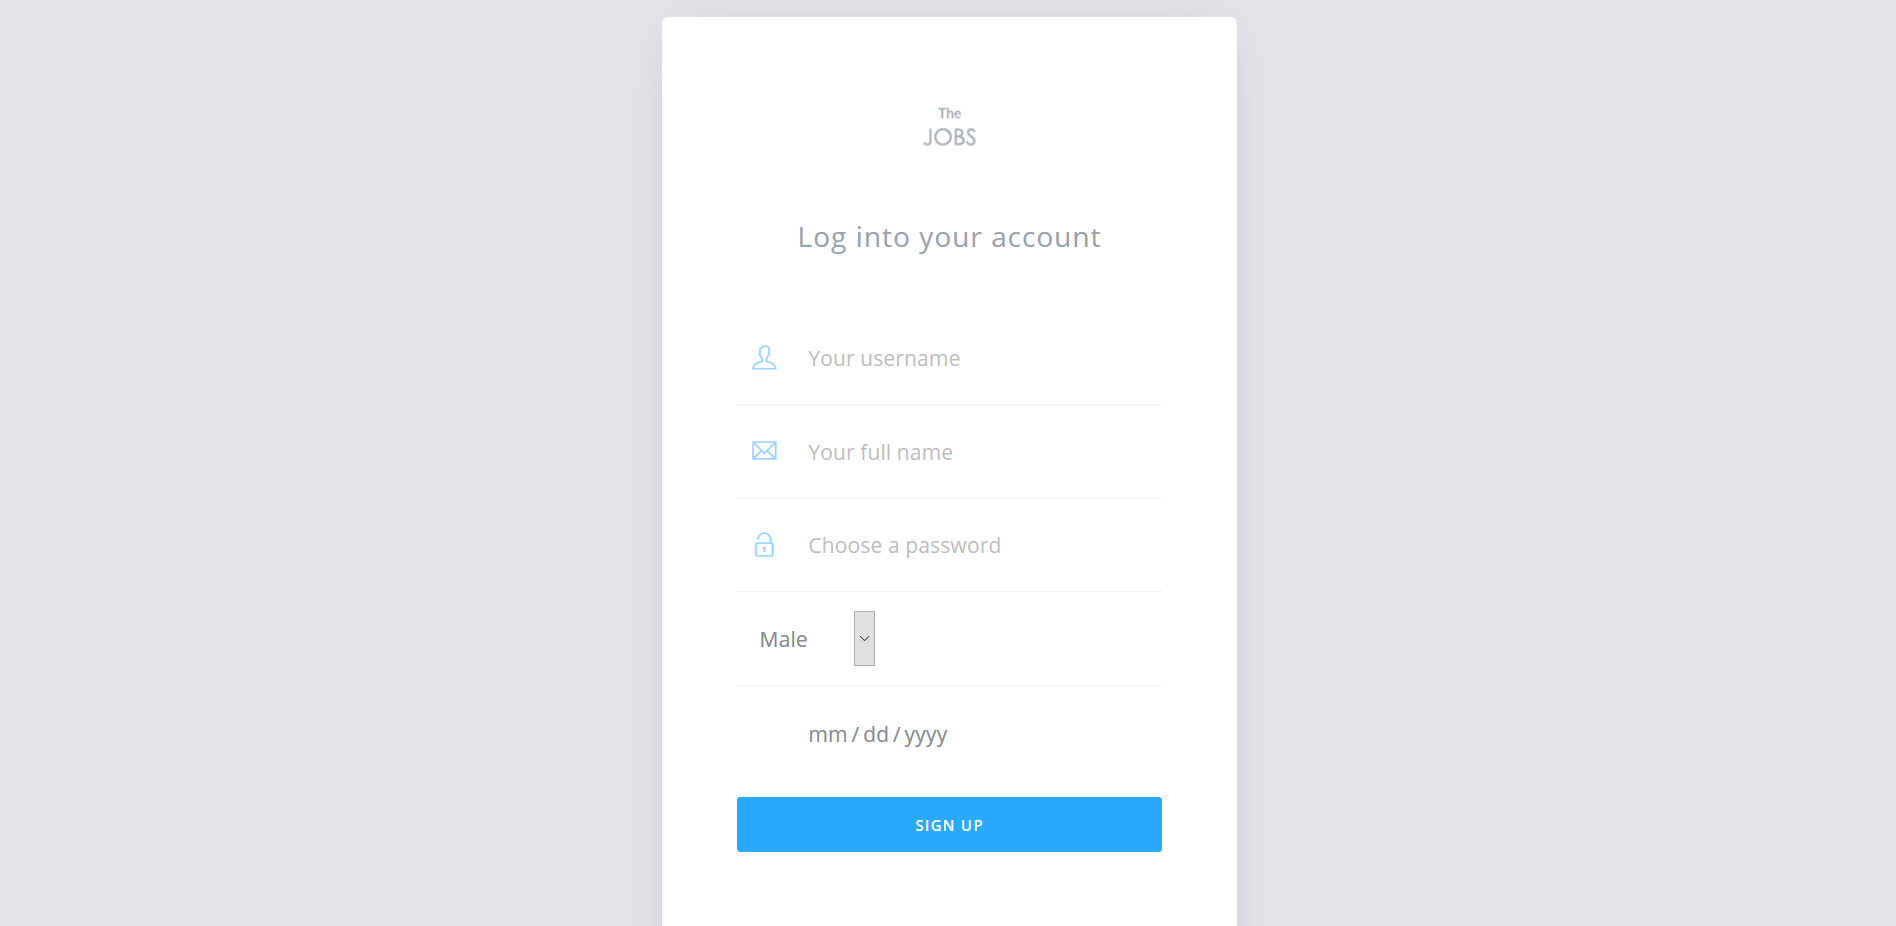 The
JOBS
Log into your account
Your username
Your full name
Choose a password
Male
mm / dd / yyyy
SIGN UP